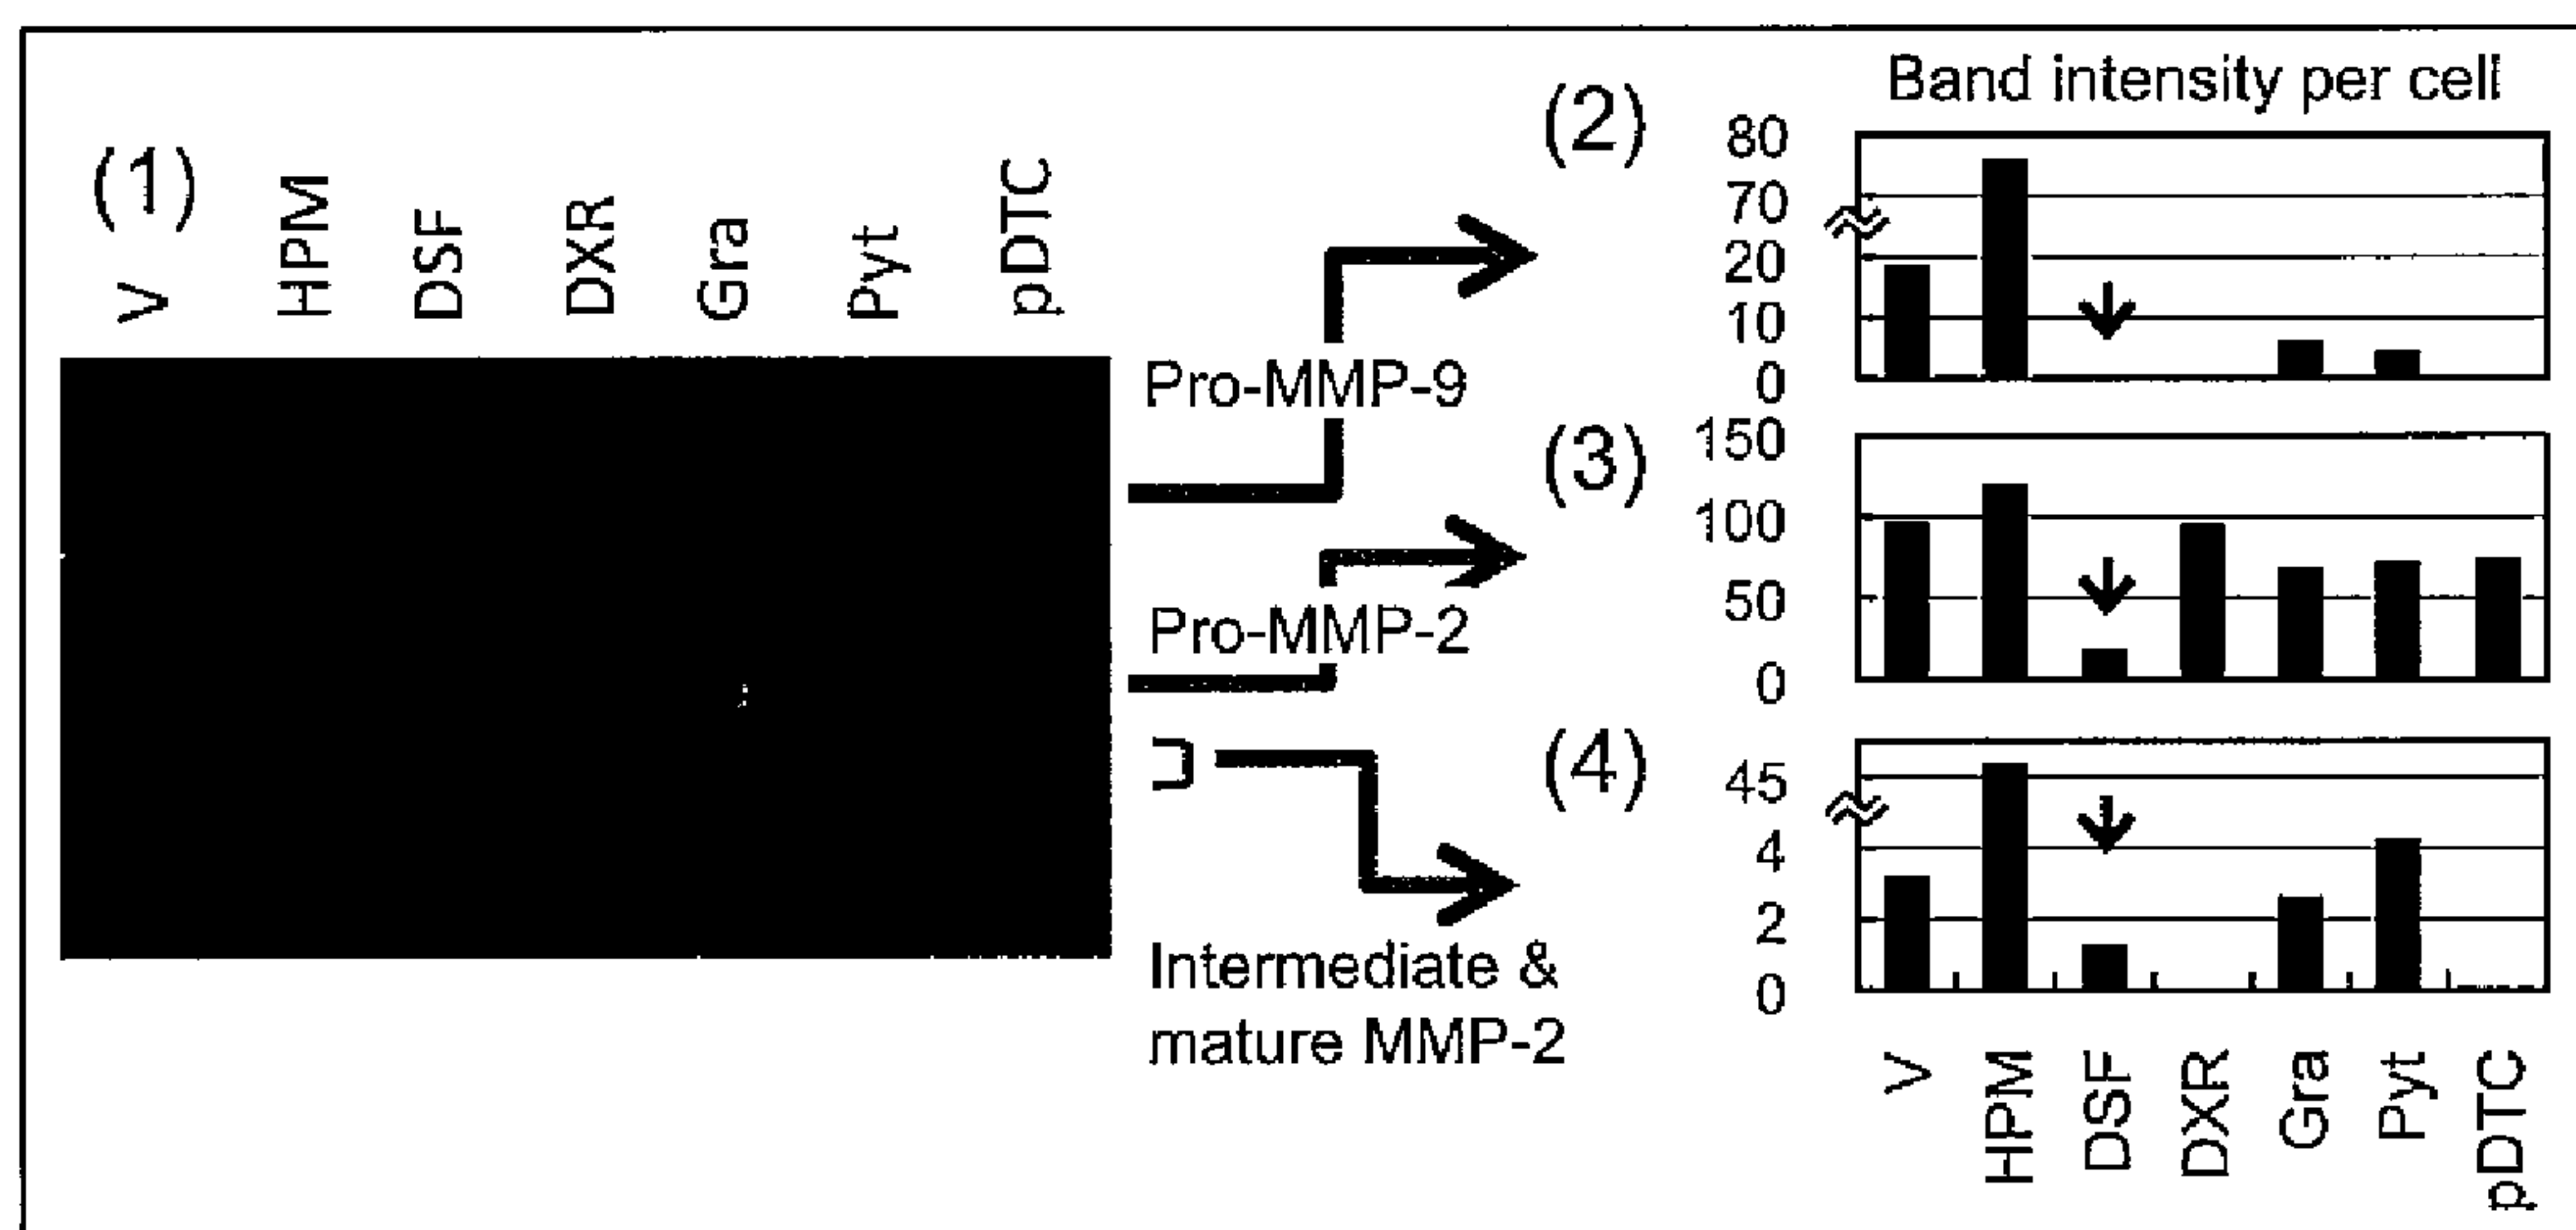 (1)
V
HPM
DSF
DXR
Gra
Pyt
pDTC
Pro-MMP-9
Pro-MMP-2
Intermediate &
mature MMP-2
Band intensity per cell
(2)
80
70
20
10
0
(3)
150
100
50
0
(4)
45
4
2
0
V
HPM
DSF
DXR
Gra
Pyt
pDTC